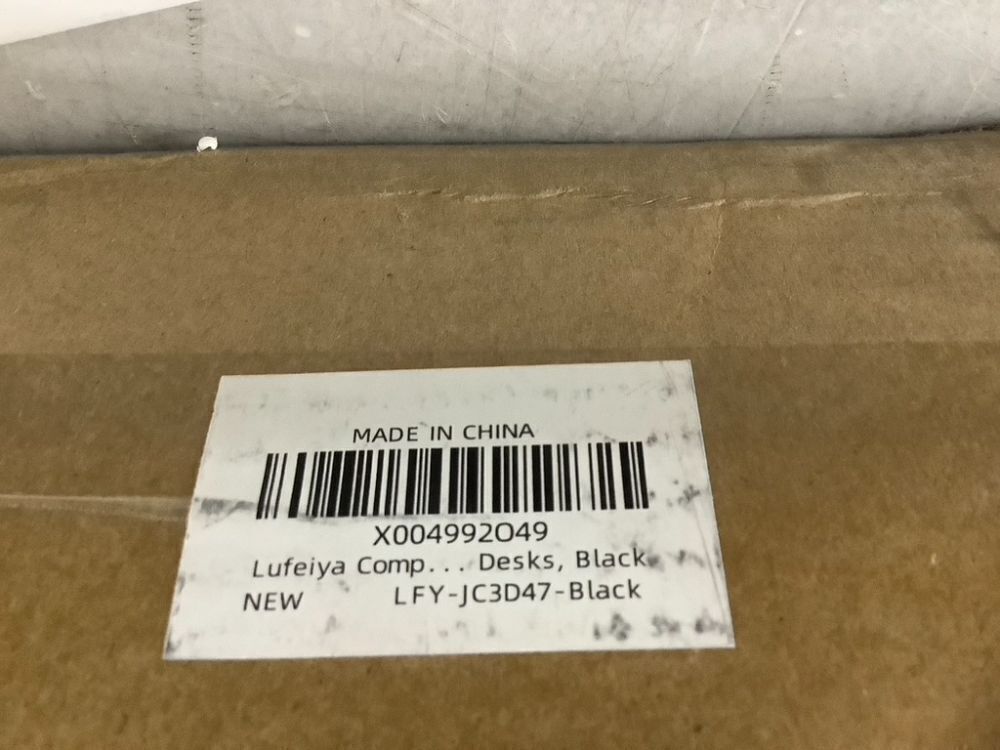 MADE IN CHINA
X004992O49
Lufeiya Comp... Desks, Black
NEW LFY-JC3D47-Black